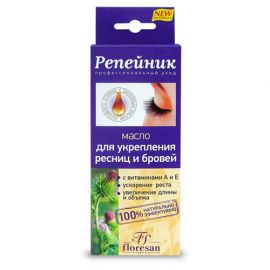 NEW
Репейник
профессиональный уход
масло
для укрепления
ресниц и бровей
с витаминами А и Е
ускорение роста
увеличение длины
и объема
100% НАТУРАЛЬНО
ЭФФЕКТИВНО
floresan